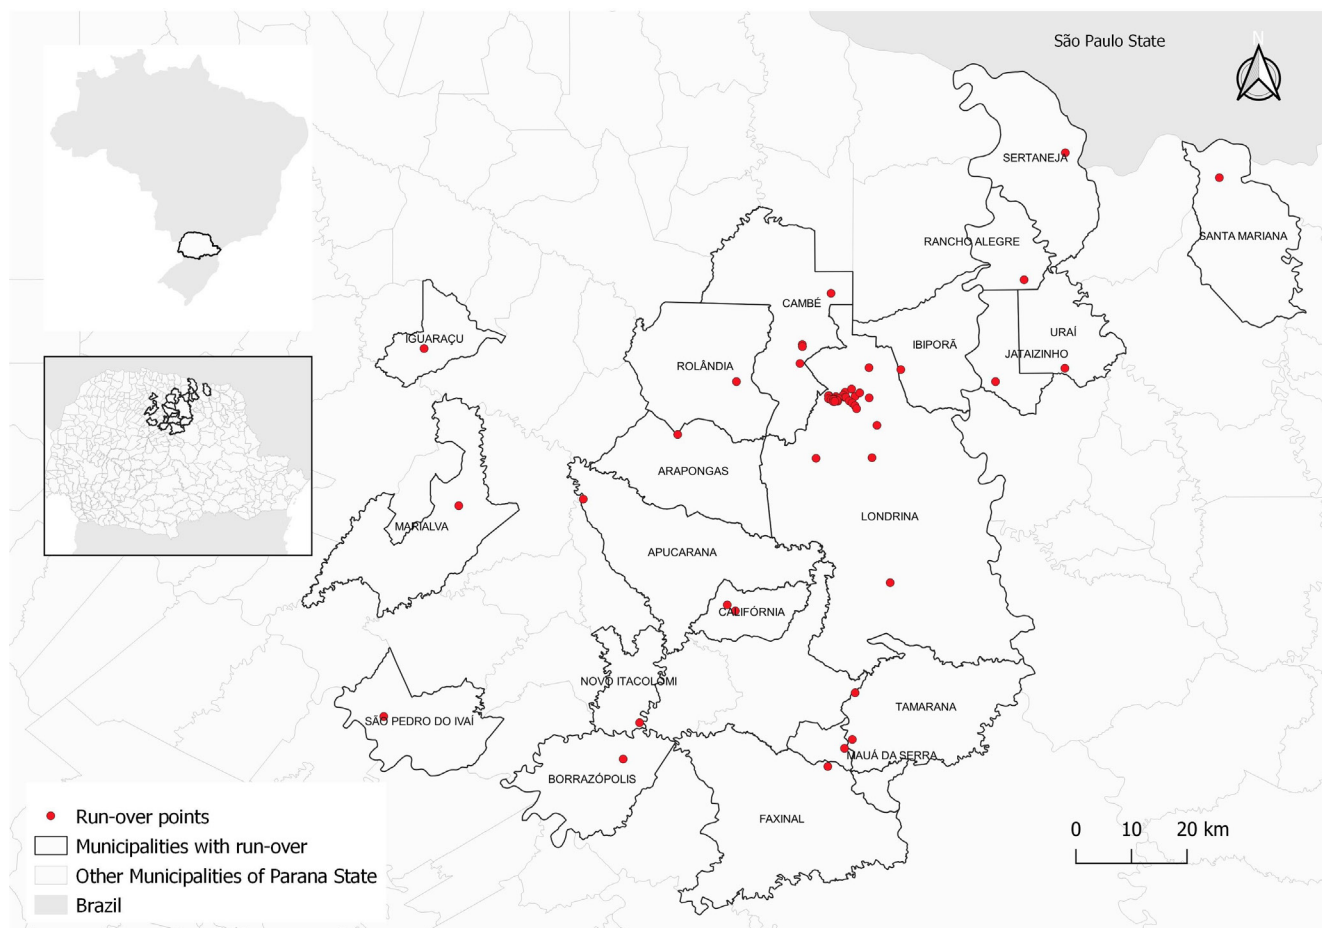 São Paulo State
N
SERTANEJA
SANTA MARIANA
RANCHO ALEGRE
CAMBÉ
URAÍ
IGUARAÇU
IBIPORÃ
JATAIZINHO
ROLÂNDIA
ARAPONGAS
LONDRINA
MARIALVA
APUCARANA
CALIFÓRNIA
NOVO ITACOLOMI
TAMARANA
SÃO PEDRO DO IVAÍ
MAUÁ DA SERRA
BORRAZÓPOLIS
FAXINAL
Run-over points
Municipalities with run-over
Other Municipalities of Parana State
Brazil
0 10 20 km